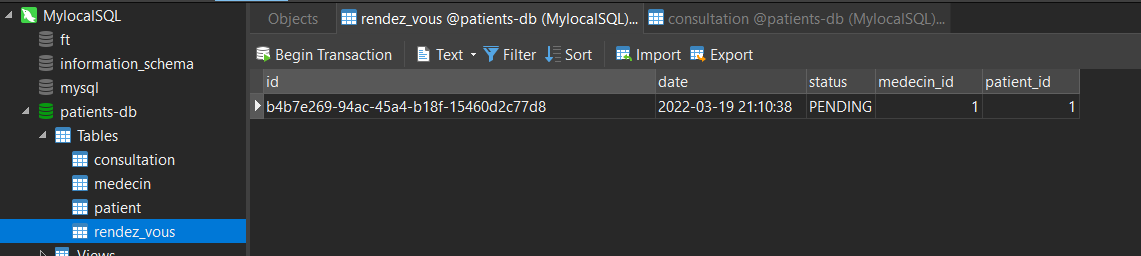 MylocalSQL
ft
information_schema
mysql
patients-db
Tables
consultation
medecin
patient
rendez_vous
Views
Objects rendez_vous @patients-db (MylocalSQL)... consultation @patients-db (MylocalSQL)...
Begin Transaction Text Filter Sort Import Export
id date status medecin_id patient_id
b4b7e269-94ac-45a4-b18f-15460d2c77d8 2022-03-19 21:10:38 PENDING 1 1